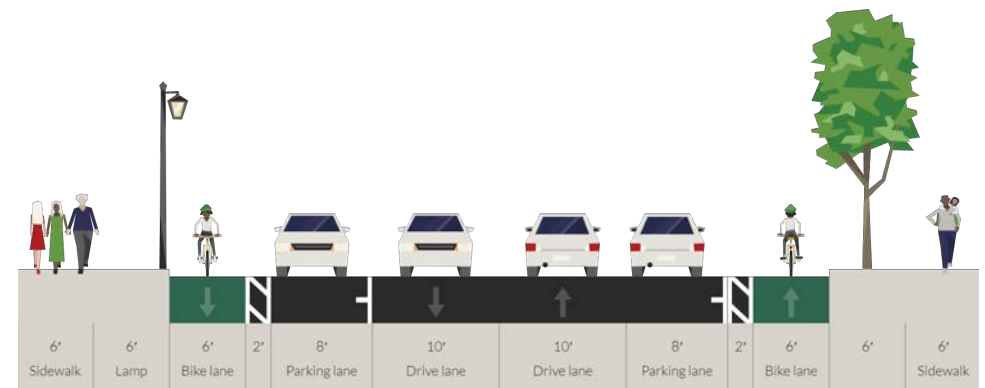 6' 6' 6' 2' 8' 10' 10' 8' 2' 6' 6' 6'
Sidewalk Lamp Bike lane Parking lane Drive lane Drive lane Parking lane Bike lane Sidewalk